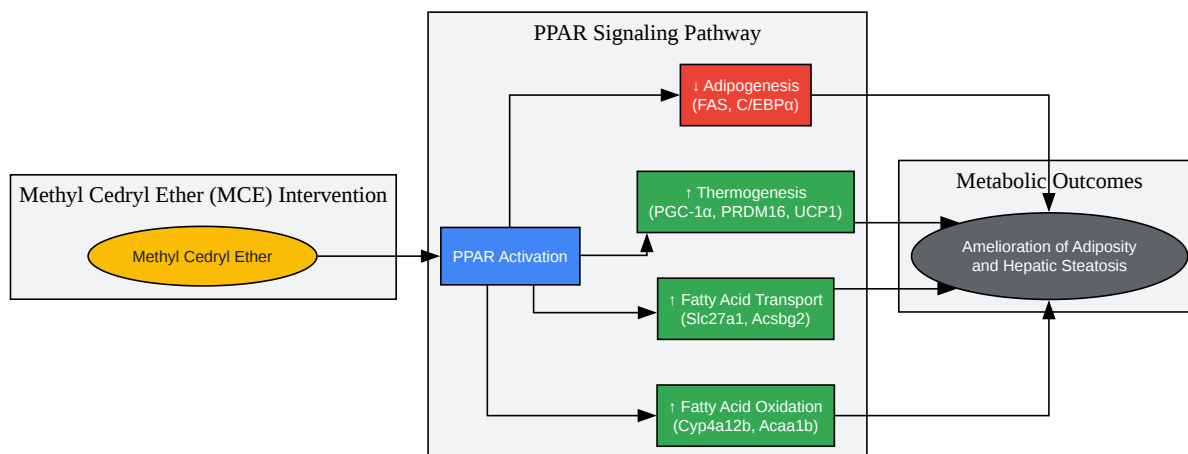 PPAR Signaling Pathway
↓ Adipogenesis
(FAS, C/EBPα)
Methyl Cedryl Ether (MCE) Intervention
Methyl Cedryl Ether
PPAR Activation
↑ Thermogenesis
(PGC-1α, PRDM16, UCP1)
↑ Fatty Acid Transport
(Slc27a1, Acsbg2)
↑ Fatty Acid Oxidation
(Cyp4a12b, Acaa1b)
Metabolic Outcomes
Amelioration of Adiposity
and Hepatic Steatosis